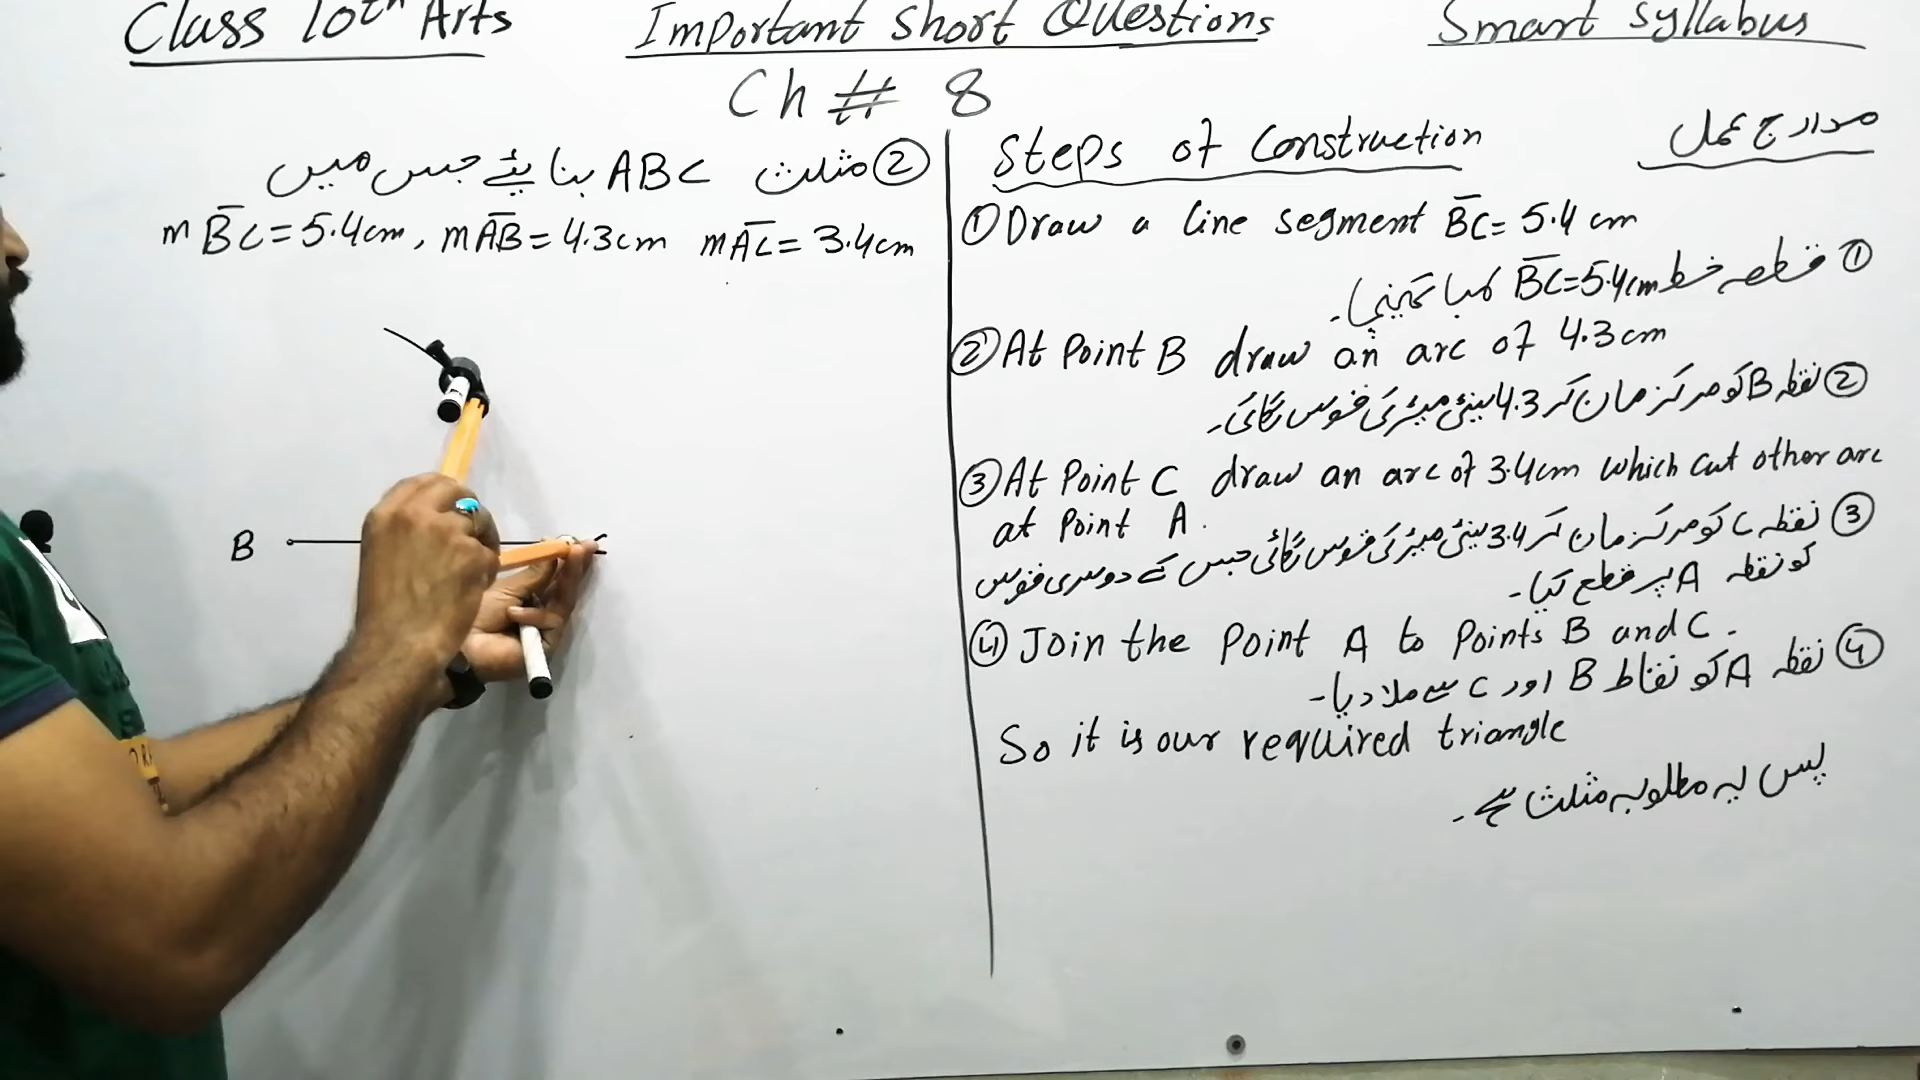 Class 10th Arts
Important Short Questions
Smart Syllabus
Ch # 8
② مثلث ABC بنایئے جس میں
mBC = 5.4cm, mAB = 4.3cm mAC = 3.4cm
B
Steps of Construction
مدارج عمل
① Draw a line segment BC = 5.4 cm
① قطعہ خط BC=5.4cm لمبا کھینچا۔
② At Point B draw an arc of 4.3cm
② نقطہ B کو مرکز مان کر 4.3 سینٹی میٹر کی قوس لگائی۔
③ At Point C draw an arc of 3.4cm which cut other arc
at Point A.
③ نقطہ C کو مرکز مان کر 3.4 سینٹی میٹر کی قوس لگائی جس کے دوسری قوس
کو نقطہ A پر قطع کیا۔
④ Join the Point A to Points B and C.
④ نقطہ A کو نقاط B اور C سے ملا دیا۔
So it is our required triangle
پس یہ مطلوبہ مثلث ہے۔